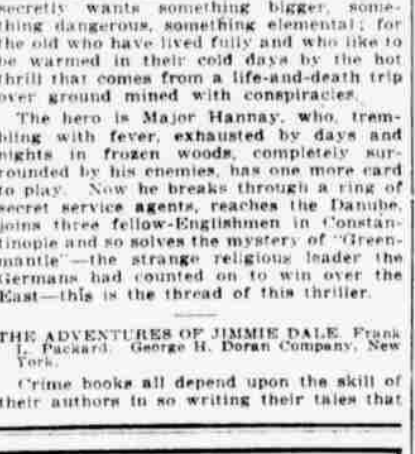 secretly wants something bigger, some-
thing dangerous, something elemental; for
the old who have lived fully and who like to
be warmed in their cold days by the hot
thrill that comes from a life-and-death trip
over ground mined with conspiracies.
The hero is Major Hannay, who, trem-
bling with fever, exhausted by days and
nights in frozen woods, completely sur-
rounded by his enemies, has one more card
to play. Now he breaks through a ring of
secret service agents, reaches the Danube,
joins three fellow-Englishmen in Constan-
tinople and so solves the mystery of "Green-
mantle"—the strange religious leader the
Germans had counted on to win over the
East—this is the thread of this thriller.
THE ADVENTURES OF JIMMIE DALE. Frank
L. Packard. George H. Doran Company, New
York.
Crime books all depend upon the skill of
their authors in so writing their tales that